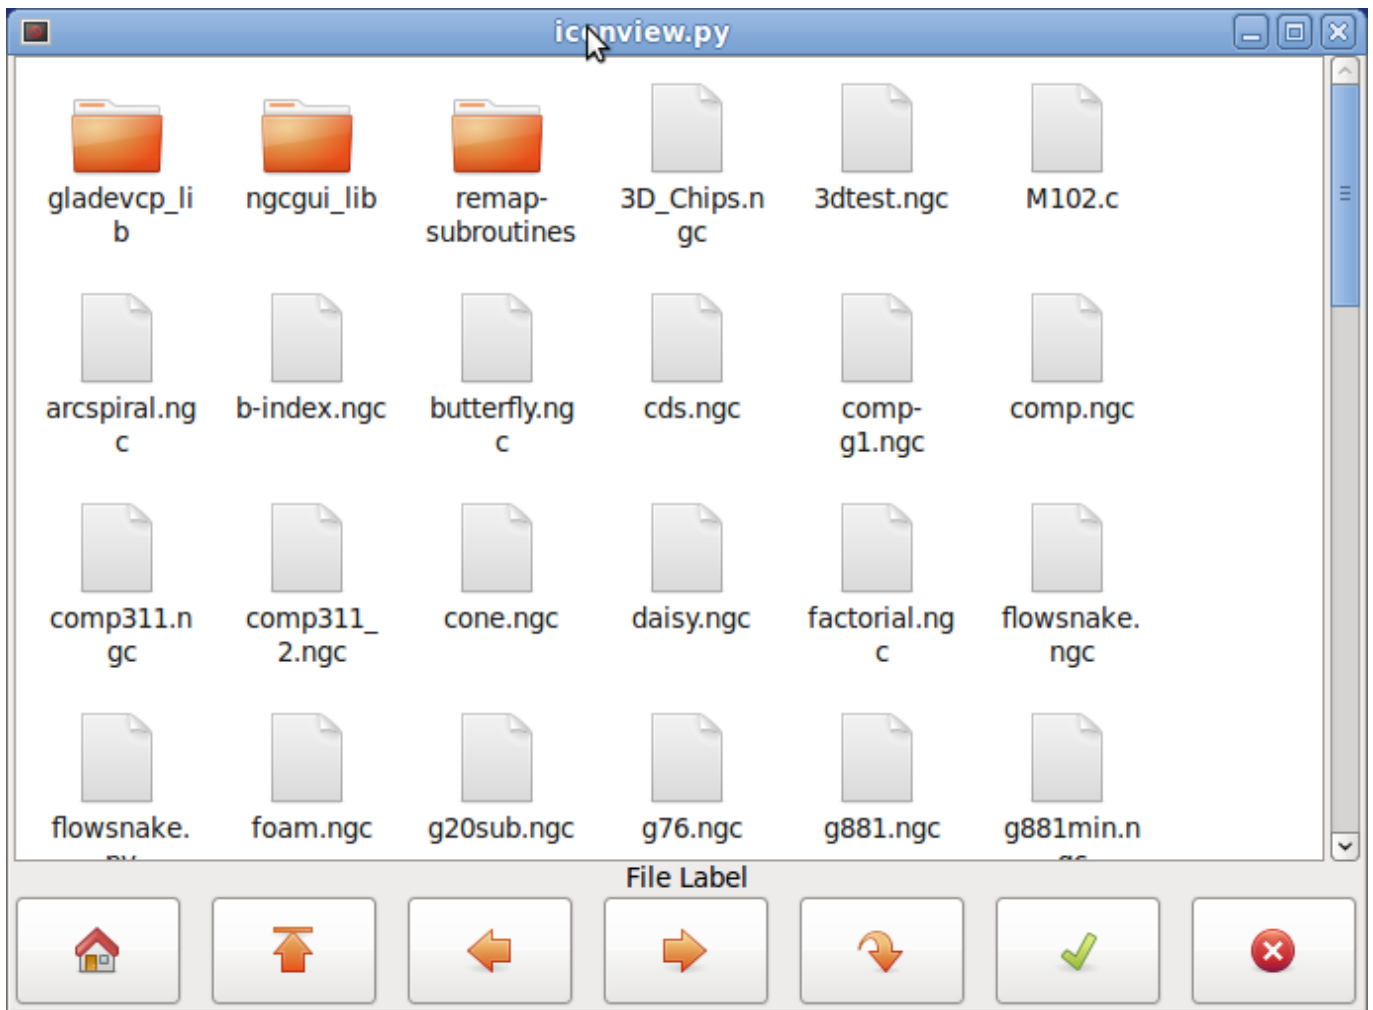 iconview.py
gladevcp_li
b
ngcgui_lib
remap-
subroutines
3D_Chips.n
gc
3dtest.ngc
M102.c
arcspiral.ng
c
b-index.ngc
butterfly.ng
c
cds.ngc
comp-
g1.ngc
comp.ngc
comp311.n
gc
comp311_
2.ngc
cone.ngc
daisy.ngc
factorial.ng
c
flowsnake.
ngc
flowsnake.
py
foam.ngc
g20sub.ngc
g76.ngc
g881.ngc
g881min.n
gc
File Label